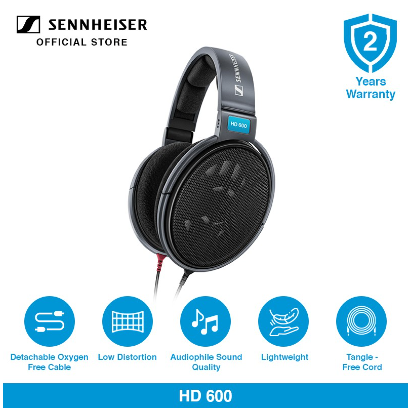 SENNHEISER
OFFICIAL STORE
2
Years
Warranty
HD 600
Detachable Oxygen
Free Cable
Low Distortion
Audiophile Sound
Quality
Lightweight
Tangle -
Free Cord
HD 600